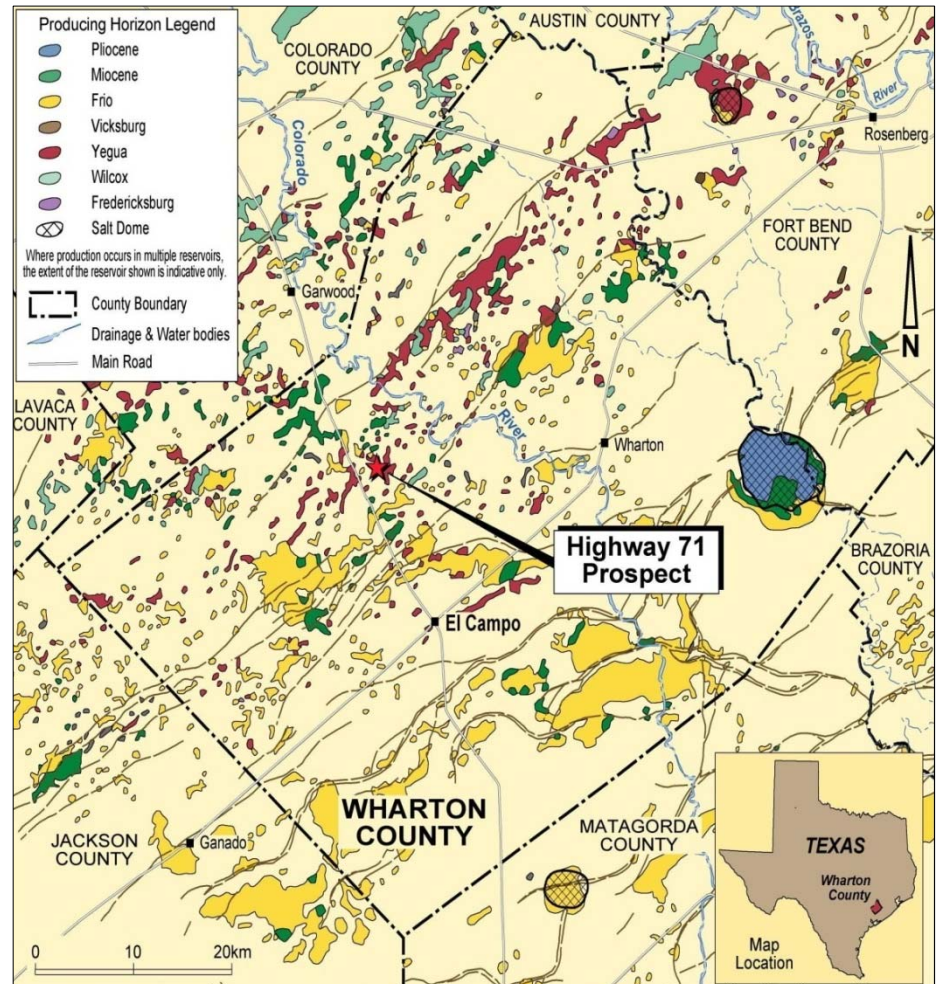 Producing Horizon Legend
Pliocene
Miocene
Frio
Vicksburg
Yegua
Wilcox
Fredericksburg
Salt Dome
Where production occurs in multiple reservoirs,
the extent of the reservoir shown is indicative only.
County Boundary
Drainage & Water bodies
Main Road
COLORADO
COUNTY
AUSTIN COUNTY
Brazos
River
Rosenberg
Colorado
Garwood
FORT BEND
COUNTY
N
LAVACA
COUNTY
River
Wharton
Highway 71
Prospect
BRAZORIA
COUNTY
El Campo
WHARTON
COUNTY
JACKSON
COUNTY
Ganado
MATAGORDA
COUNTY
0 10 20km
TEXAS
Wharton
County
Map
Location